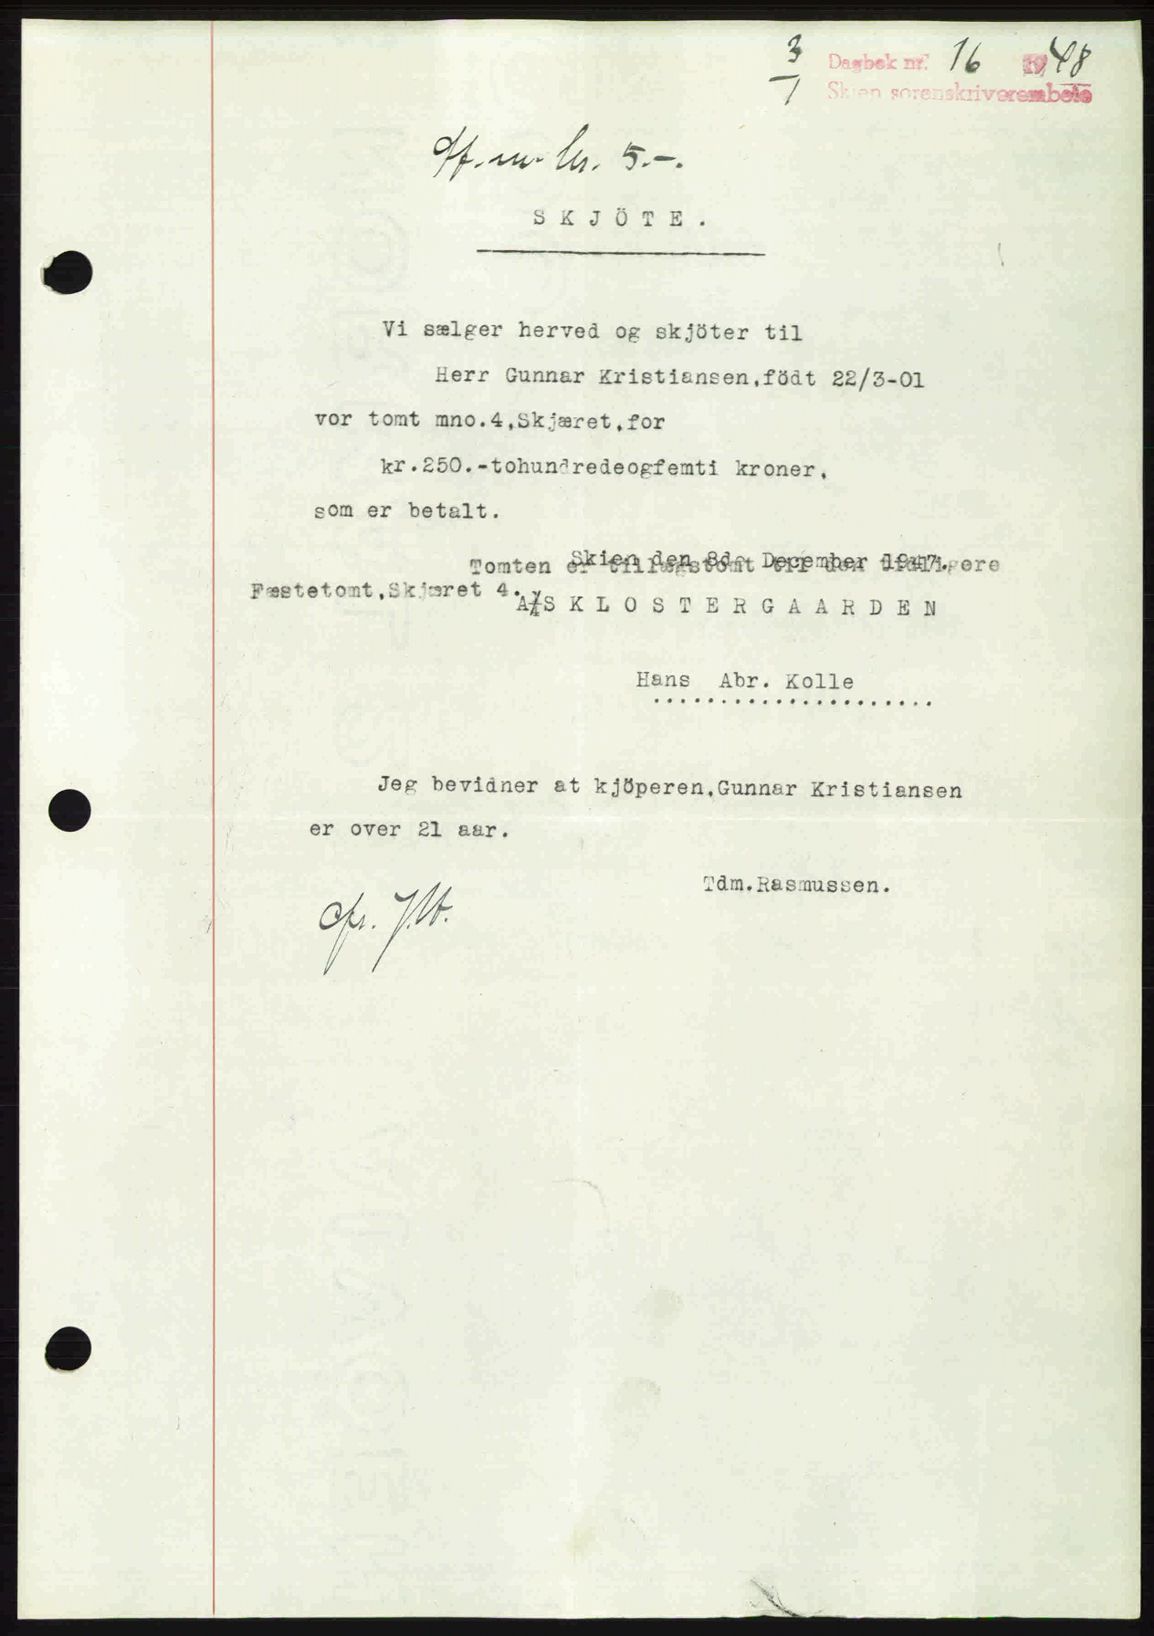 3/1 Dagbok nr. 16 1948
Skien sorenskriverembete
kr. 5.-.
SKJÖTE.
Vi sælger herved og skjöter til
Herr Gunnar Kristiansen,födt 22/3-01
vor tomt mno.4,Skjæret,for
kr.250.-tohundredeogfemti kroner,
som er betalt.
Skien den 8de December 1947.
Tomten er tillægstomt til den tidligere
Fæstetomt,Skjæret 4.
A/S KLOSTERGAARDEN
Hans Abr. Kolle
......................
Jeg bevidner at kjöperen,Gunnar Kristiansen
er over 21 aar.
Tdm.Rasmussen.